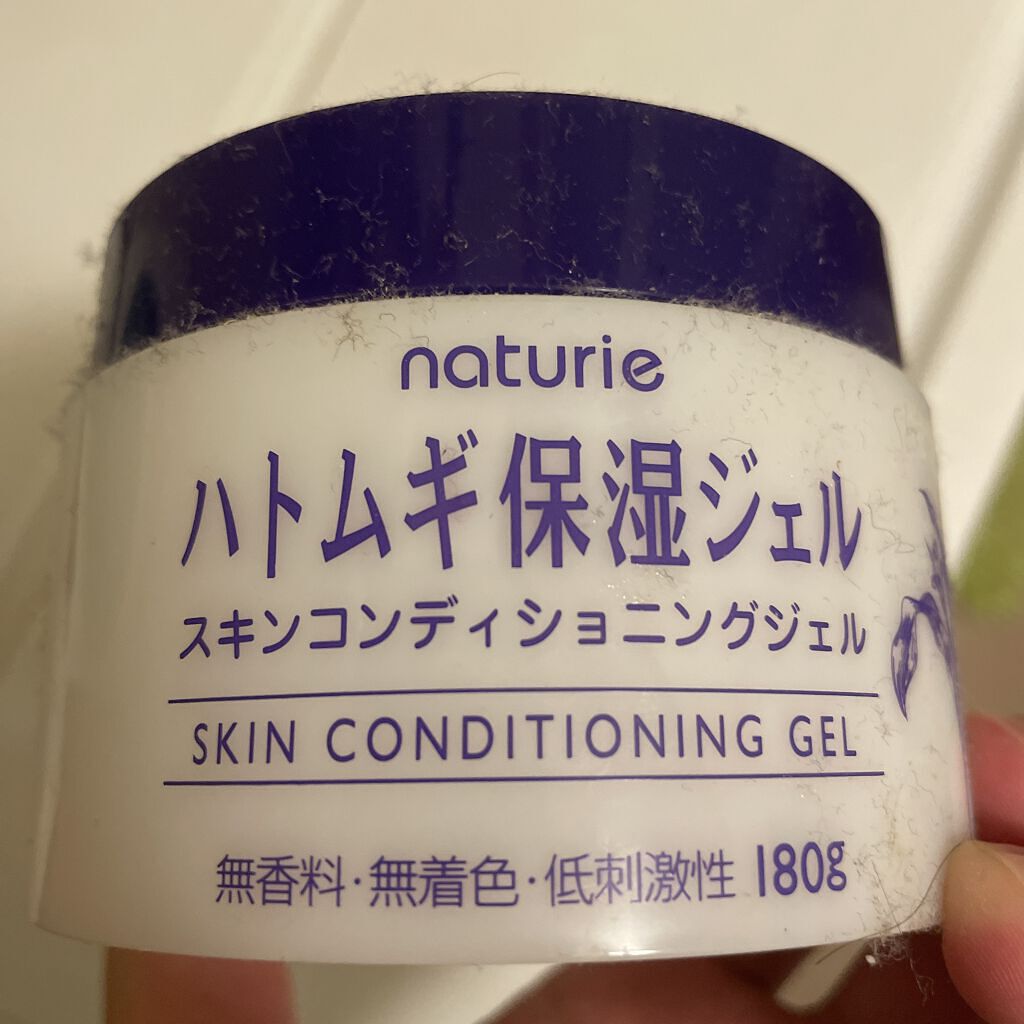 naturie
ハトムギ保湿ジェル
スキンコンディショニングジェル
SKIN CONDITIONING GEL
無香料・無着色・低刺激性 180g